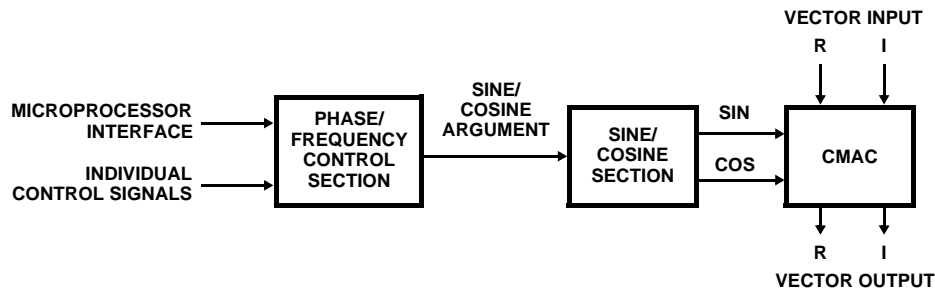 VECTOR INPUT
R I
MICROPROCESSOR
INTERFACE
INDIVIDUAL
CONTROL SIGNALS
PHASE/
FREQUENCY
CONTROL
SECTION
SINE/
COSINE
ARGUMENT
SINE/
COSINE
SECTION
SIN
COS
CMAC
R I
VECTOR OUTPUT